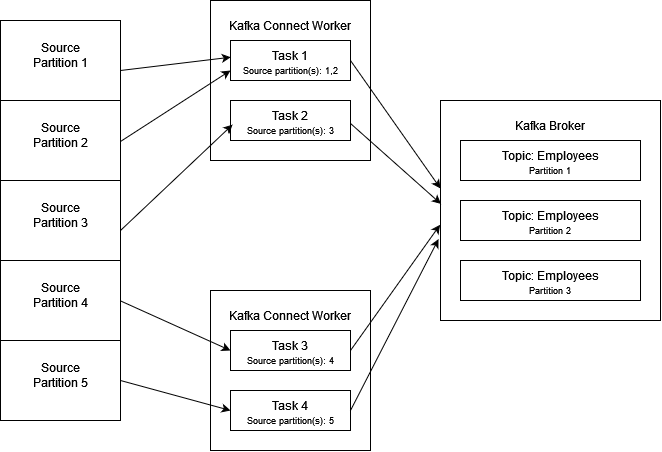 Source
Partition 1
Source
Partition 2
Source
Partition 3
Source
Partition 4
Source
Partition 5
Kafka Connect Worker
Task 1
Source partition(s): 1,2
Task 2
Source partition(s): 3
Kafka Connect Worker
Task 3
Source partition(s): 4
Task 4
Source partition(s): 5
Kafka Broker
Topic: Employees
Partition 1
Topic: Employees
Partition 2
Topic: Employees
Partition 3